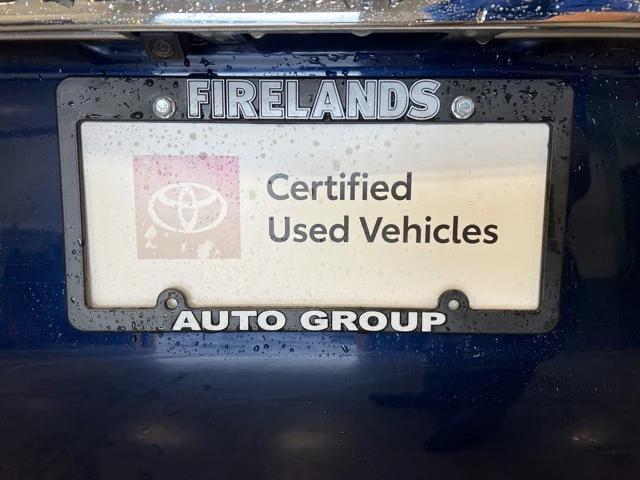 FIRELANDS
Certified
Used Vehicles
AUTO GROUP